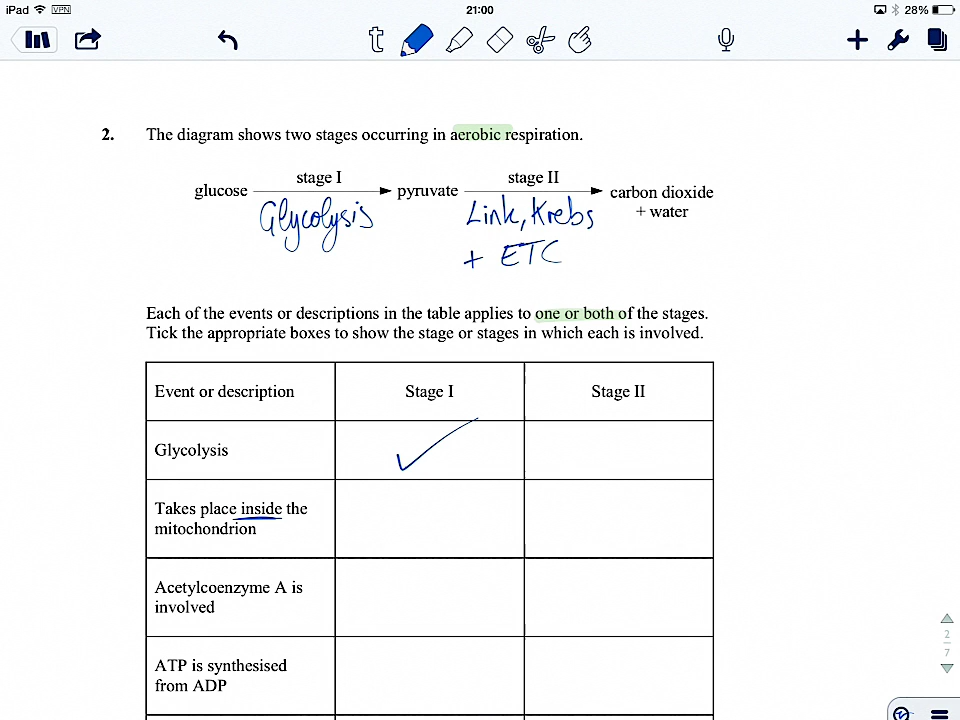 iPad VPN 21:00 28%
t
2. The diagram shows two stages occurring in aerobic respiration.
stage I stage II
glucose pyruvate carbon dioxide
+ water
Glycolysis Link, Krebs
+ ETC
Each of the events or descriptions in the table applies to one or both of the stages.
Tick the appropriate boxes to show the stage or stages in which each is involved.
Event or description Stage I Stage II
Glycolysis ✓
Takes place inside the
mitochondrion
Acetylcoenzyme A is
involved
ATP is synthesised
from ADP
2
7